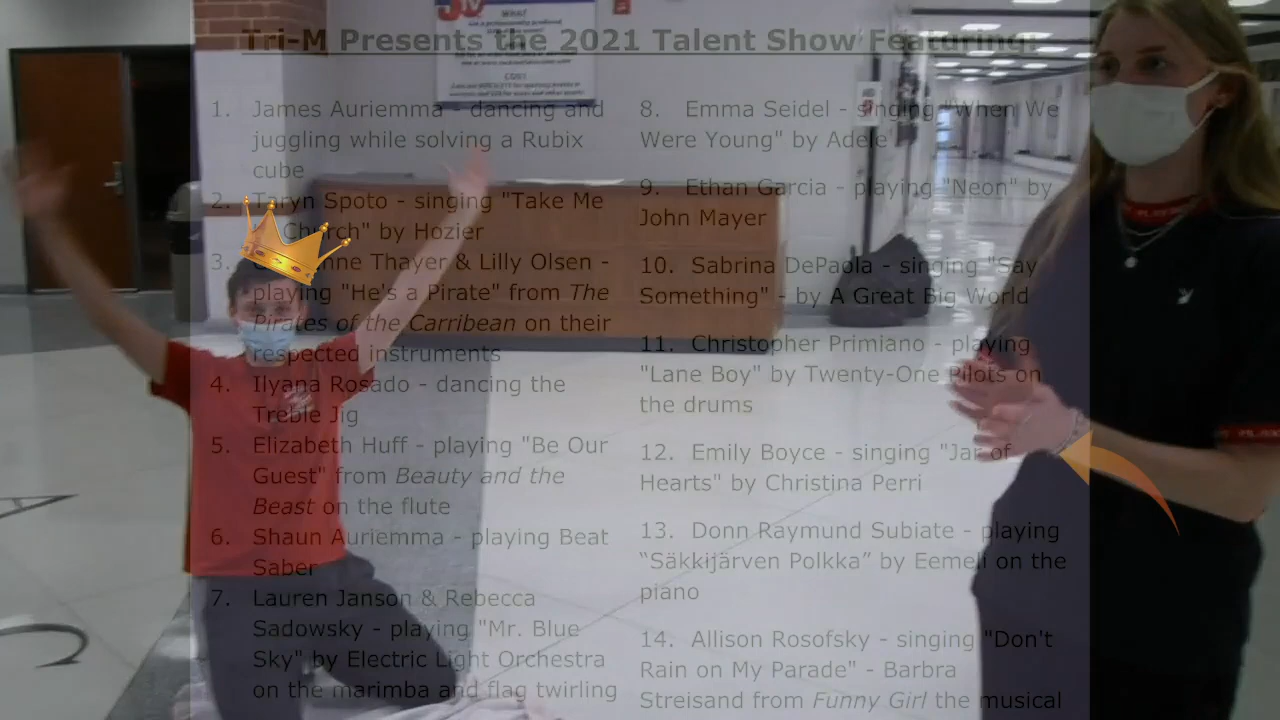 Tri-M Presents the 2021 Talent Show Featuring:
1. James Auriemma - dancing and
juggling while solving a Rubix
cube
2. Taryn Spoto - singing "Take Me
Church" by Hozier
3. Thayer & Lilly Olsen -
playing "He's a Pirate" from The
Pirates of the Carribean on their
respected instruments
4. Ilyana Rosado - dancing the
Treble Jig
5. Elizabeth Huff - playing "Be Our
Guest" from Beauty and the
Beast on the flute
6. Shaun Auriemma - playing Beat
Saber
7. Lauren Janson & Rebecca
Sadowsky - playing "Mr. Blue
Sky" by Electric Light Orchestra
on the marimba and flag twirling
8. Emma Seidel - singing "When We
Were Young" by Adele
9. Ethan Garcia - playing "Neon" by
John Mayer
10. Sabrina DePaola - singing "Say
Something" - by A Great Big World
11. Christopher Primiano - playing
"Lane Boy" by Twenty-One Pilots on
the drums
12. Emily Boyce - singing "Jar of
Hearts" by Christina Perri
13. Donn Raymund Subiate - playing
“Säkkijärven Polkka” by Eemeli on the
piano
14. Allison Rosofsky - singing "Don't
Rain on My Parade" - Barbra
Streisand from Funny Girl the musical
WHAT?
COST